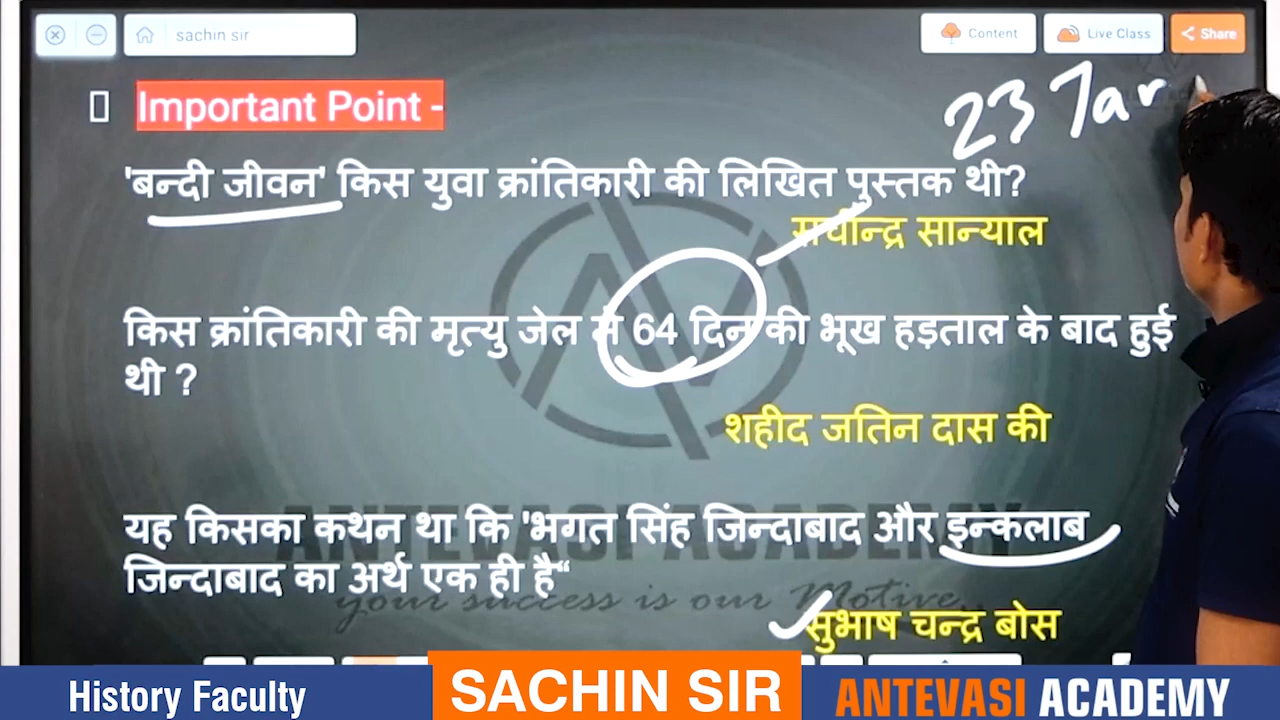 sachin sir
Content
Live Class
Share
Important Point -
23 Jan
'बन्दी जीवन' किस युवा क्रांतिकारी की लिखित पुस्तक थी?
सचीन्द्र सान्याल
किस क्रांतिकारी की मृत्यु जेल में 64 दिन की भूख हड़ताल के बाद हुई
थी ?
शहीद जतिन दास की
यह किसका कथन था कि 'भगत सिंह जिन्दाबाद और इन्कलाब
जिन्दाबाद का अर्थ एक ही है“
ANTEVASI ACADEMY
your success is our Motive..
सुभाष चन्द्र बोस
History Faculty
SACHIN SIR
ANTEVASI ACADEMY